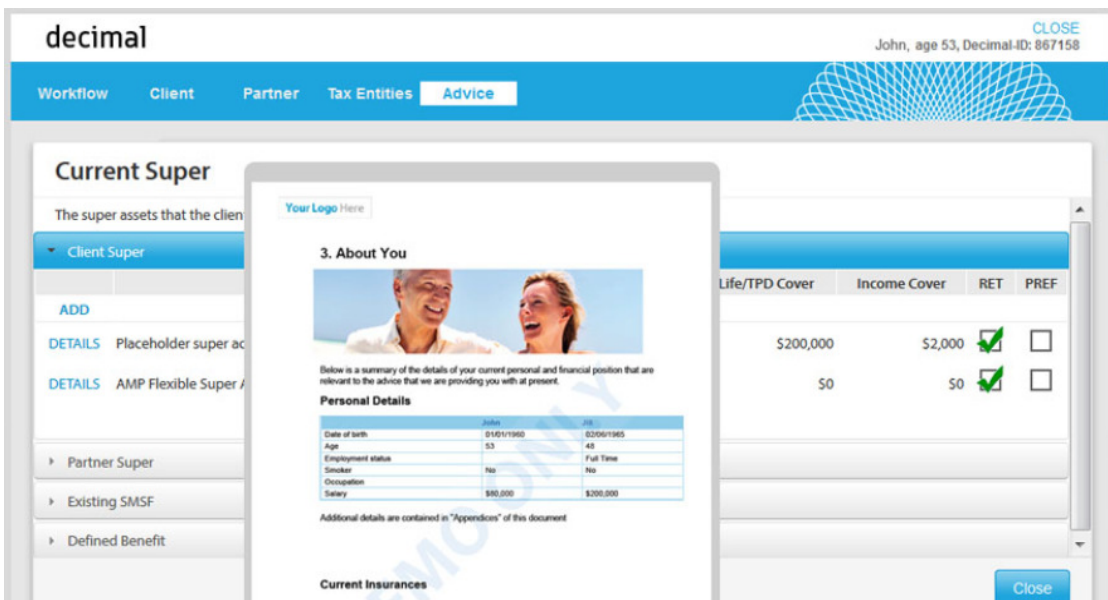 decimal
CLOSE
John, age 53, Decimal-ID: 867158
Workflow Client Partner Tax Entities Advice
Current Super
The super assets that the clien
Client Super
Life/TPD Cover Income Cover RET PREF
ADD
DETAILS Placeholder super ac $200,000 $2,000
DETAILS AMP Flexible Super A $0 $0
Partner Super
Existing SMSF
Defined Benefit
Close
Your Logo Here
3. About You
Below is a summary of the details of your current personal and financial position that are
relevant to the advice that we are providing you with at present.
Personal Details
John Jill
Date of birth 01/01/1960 02/06/1965
Age 53 48
Employment status Full Time
Smoker No No
Occupation
Salary $80,000 $200,000
Additional details are contained in "Appendices" of this document
Current Insurances
DEMO ONLY